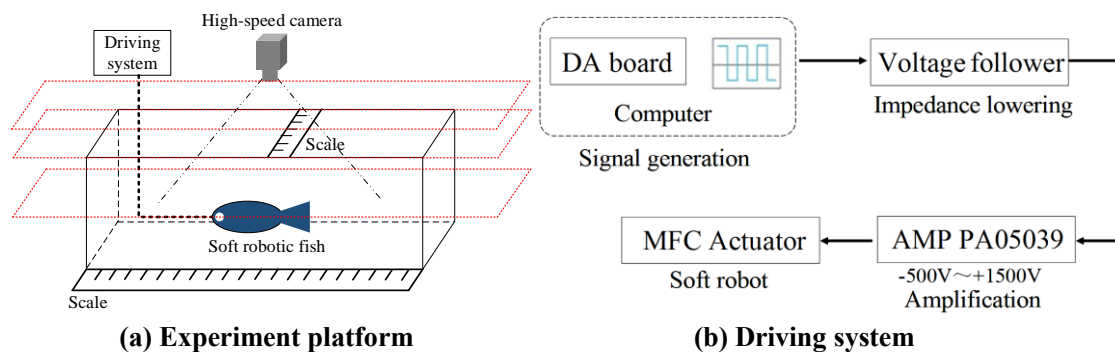 High-speed camera
Driving
system
Scale
Soft robotic fish
Scale
(a) Experiment platform
DA board
Computer
Signal generation
Voltage follower
Impedance lowering
MFC Actuator
Soft robot
AMP PA05039
-500V～+1500V
Amplification
(b) Driving system